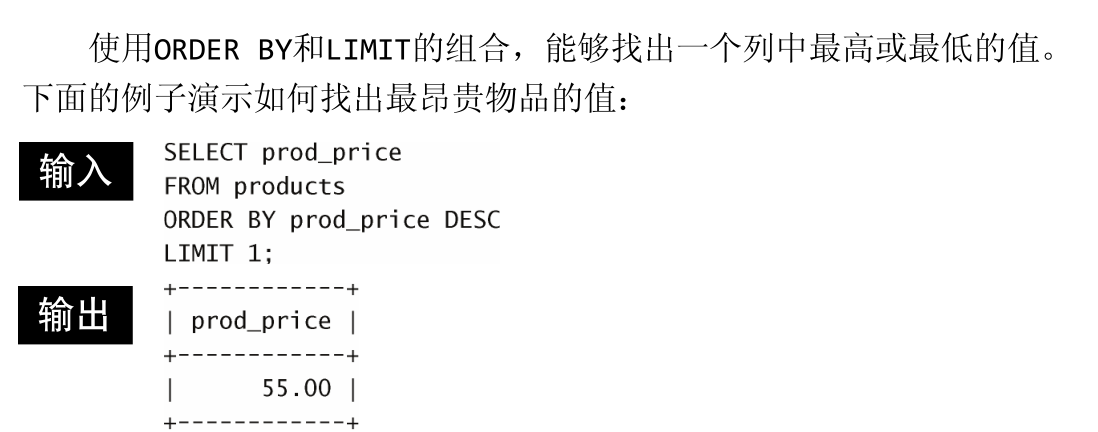 使用ORDER BY和LIMIT的组合，能够找出一个列中最高或最低的值。
下面的例子演示如何找出最昂贵物品的值：
输入
SELECT prod_price
FROM products
ORDER BY prod_price DESC
LIMIT 1;
输出
+------------+
| prod_price |
+------------+
|      55.00 |
+------------+